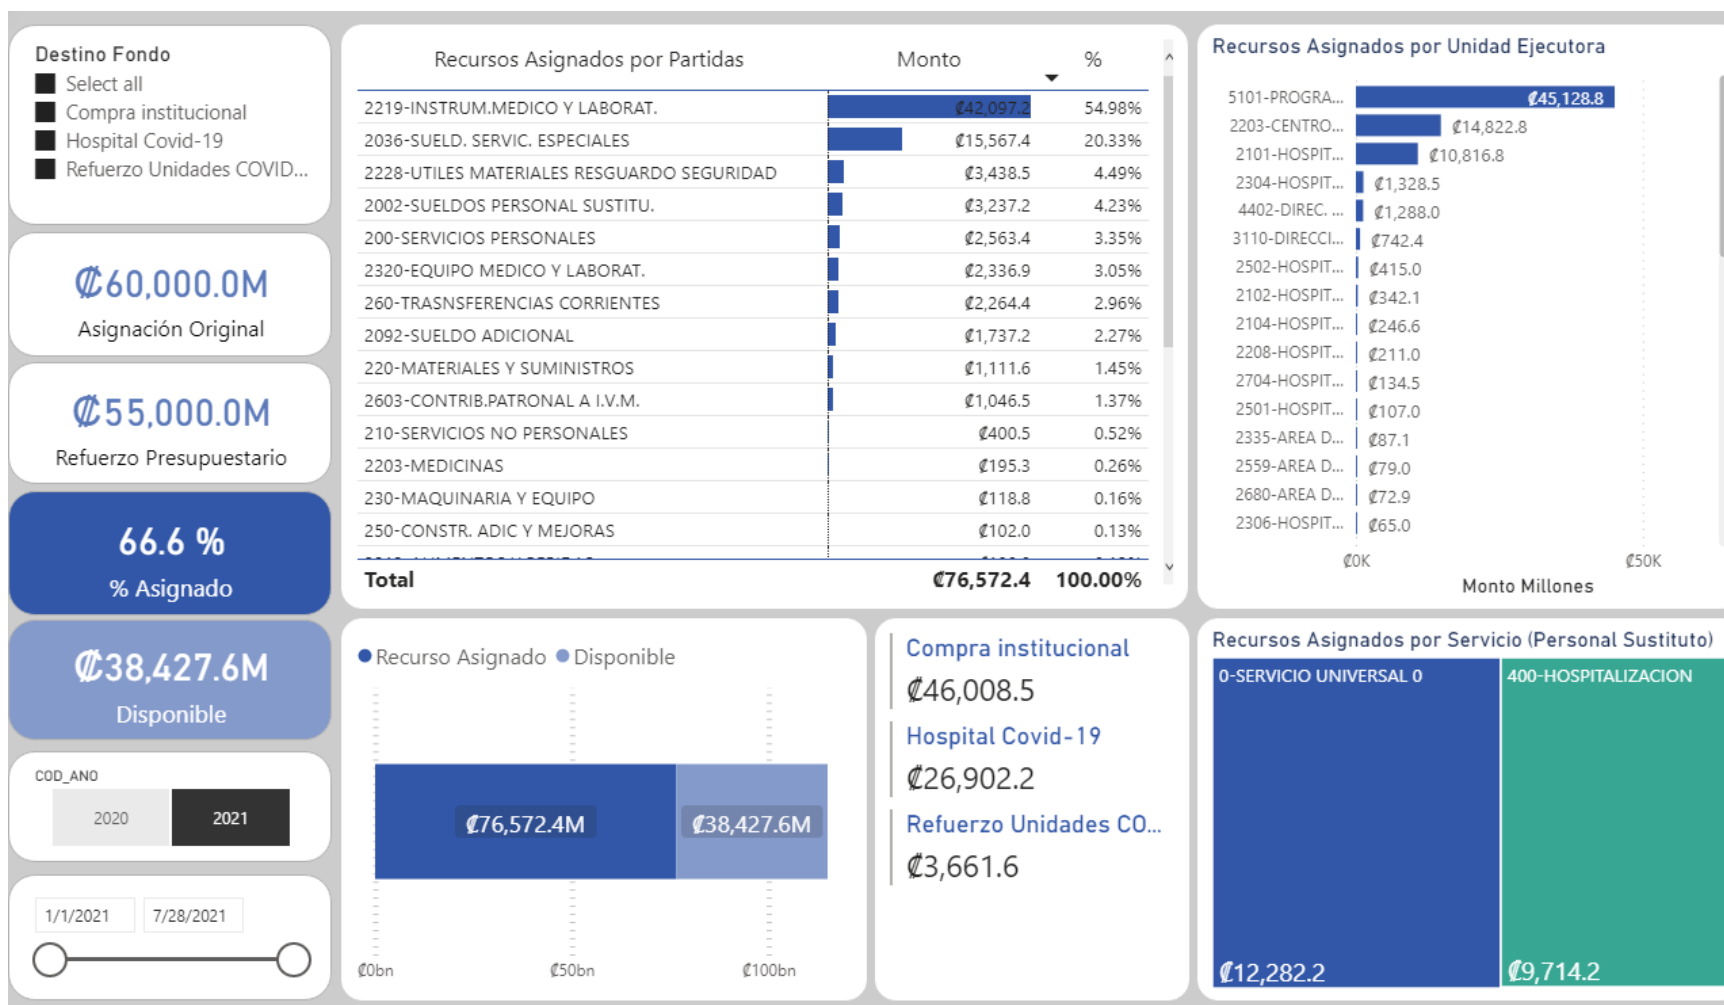 Destino Fondo
Select all
Compra institucional
Hospital Covid-19
Refuerzo Unidades COVID...
₡60,000.0M
Asignación Original
₡55,000.0M
Refuerzo Presupuestario
66.6 %
% Asignado
₡38,427.6M
Disponible
COD_ANO
2020 2021
1/1/2021 7/28/2021
Recursos Asignados por Partidas Monto %
2219-INSTRUM.MEDICO Y LABORAT. ₡42,097.2 54.98%
2036-SUELD. SERVIC. ESPECIALES ₡15,567.4 20.33%
2228-UTILES MATERIALES RESGUARDO SEGURIDAD ₡3,438.5 4.49%
2002-SUELDOS PERSONAL SUSTITU. ₡3,237.2 4.23%
200-SERVICIOS PERSONALES ₡2,563.4 3.35%
2320-EQUIPO MEDICO Y LABORAT. ₡2,336.9 3.05%
260-TRASNSFERENCIAS CORRIENTES ₡2,264.4 2.96%
2092-SUELDO ADICIONAL ₡1,737.2 2.27%
220-MATERIALES Y SUMINISTROS ₡1,111.6 1.45%
2603-CONTRIB.PATRONAL A I.V.M. ₡1,046.5 1.37%
210-SERVICIOS NO PERSONALES ₡400.5 0.52%
2203-MEDICINAS ₡195.3 0.26%
230-MAQUINARIA Y EQUIPO ₡118.8 0.16%
250-CONSTR. ADIC Y MEJORAS ₡102.0 0.13%
Total ₡76,572.4 100.00%
Recursos Asignados por Unidad Ejecutora
5101-PROGRA... ₡45,128.8
2203-CENTRO... ₡14,822.8
2101-HOSPIT... ₡10,816.8
2304-HOSPIT... ₡1,328.5
4402-DIREC. ... ₡1,288.0
3110-DIRECCI... ₡742.4
2502-HOSPIT... ₡415.0
2102-HOSPIT... ₡342.1
2104-HOSPIT... ₡246.6
2208-HOSPIT... ₡211.0
2704-HOSPIT... ₡134.5
2501-HOSPIT... ₡107.0
2335-AREA D... ₡87.1
2559-AREA D... ₡79.0
2680-AREA D... ₡72.9
2306-HOSPIT... ₡65.0
₡0K ₡50K
Monto Millones
Recurso Asignado Disponible
₡76,572.4M ₡38,427.6M
₡0bn ₡50bn ₡100bn
Compra institucional
₡46,008.5
Hospital Covid-19
₡26,902.2
Refuerzo Unidades CO...
₡3,661.6
Recursos Asignados por Servicio (Personal Sustituto)
0-SERVICIO UNIVERSAL 0 400-HOSPITALIZACION
₡12,282.2 ₡9,714.2